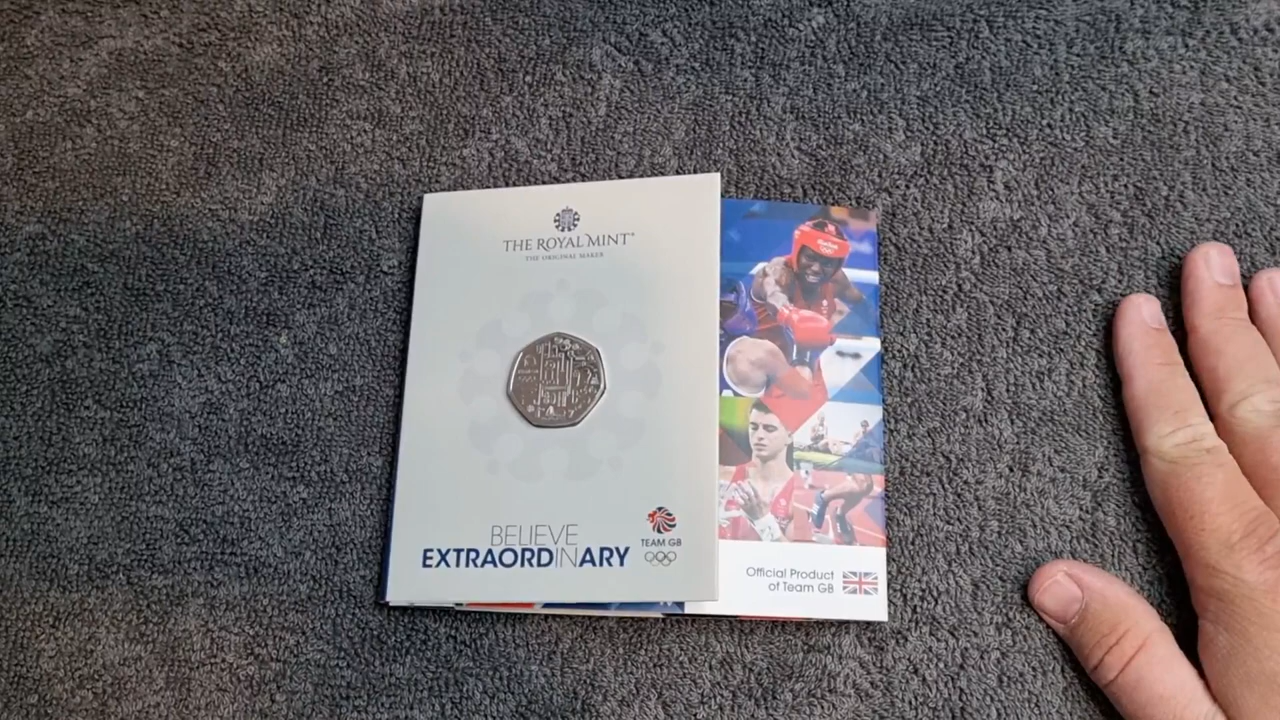 THE ROYAL MINT®
THE ORIGINAL MAKER
BELIEVE
EXTRAORDINARY
TEAM GB
Official Product
of Team GB